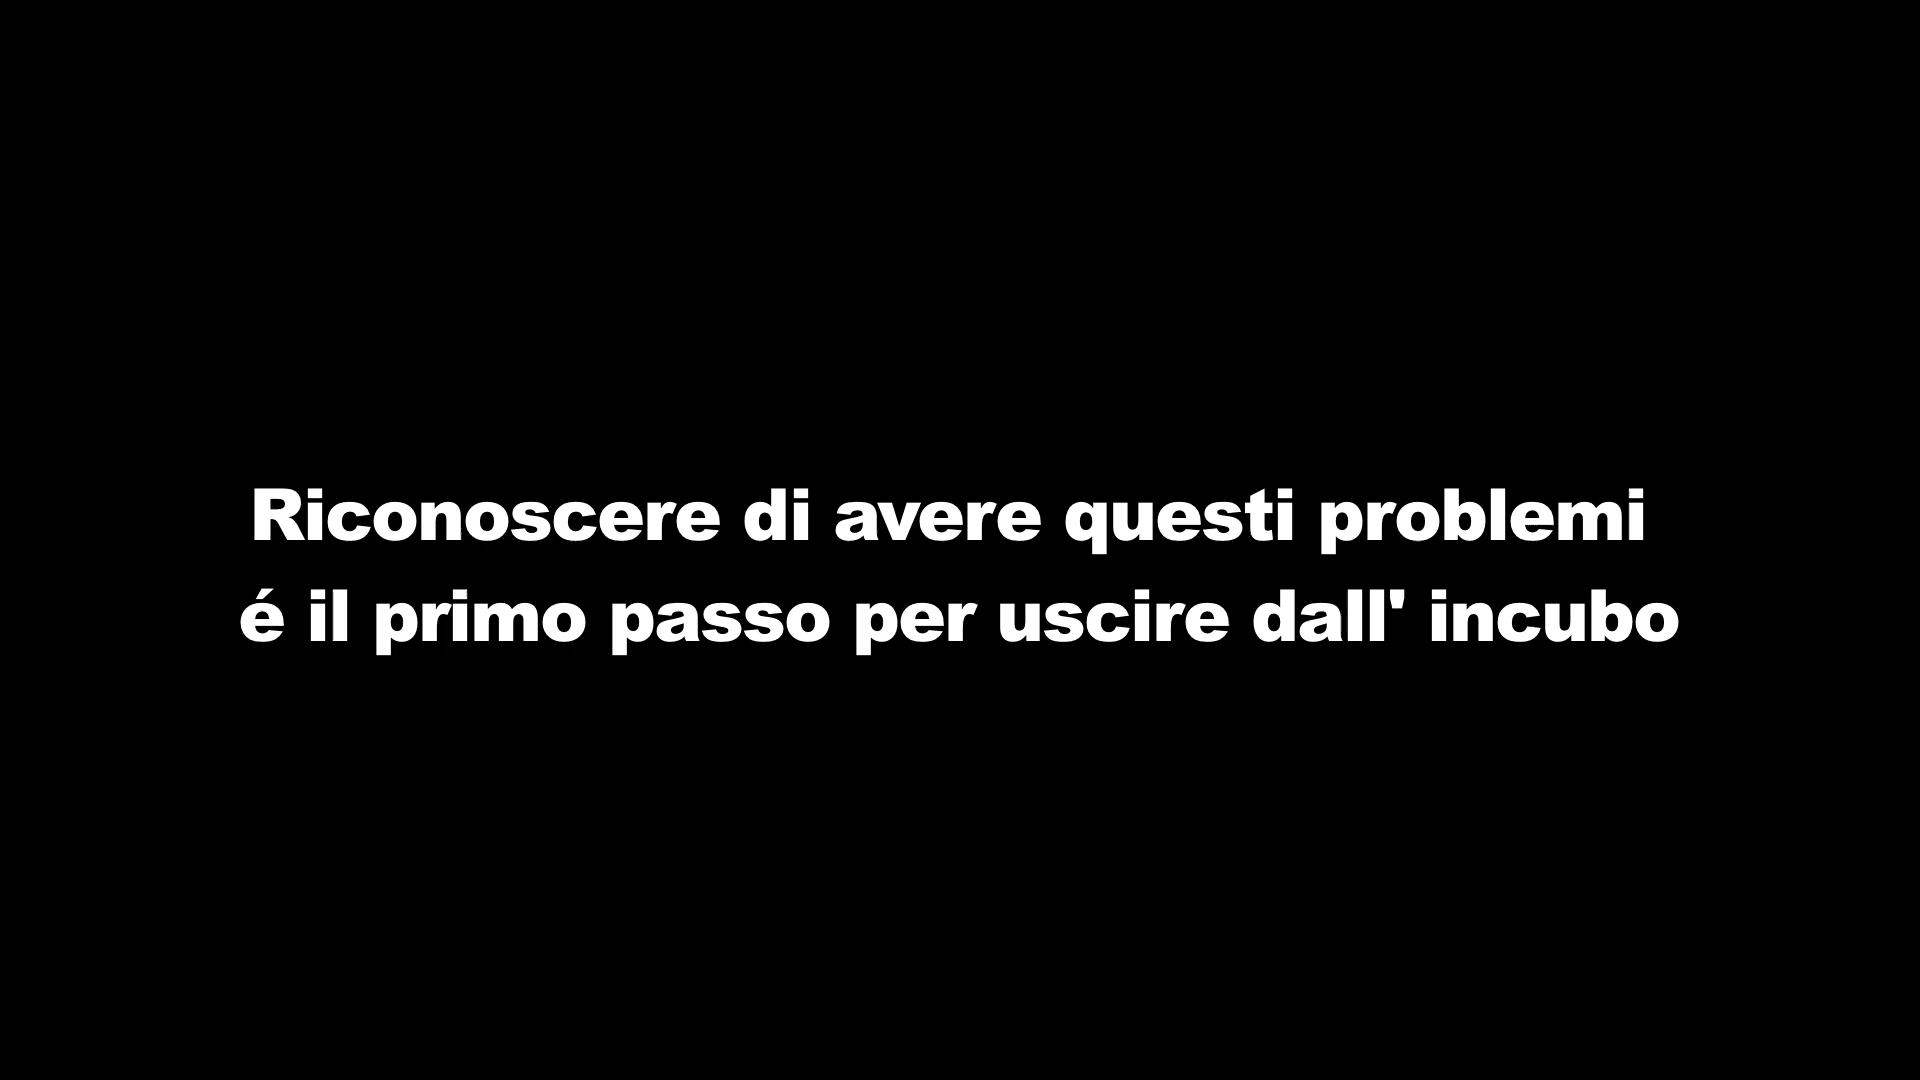 Riconoscere di avere questi problemi
é il primo passo per uscire dall' incubo